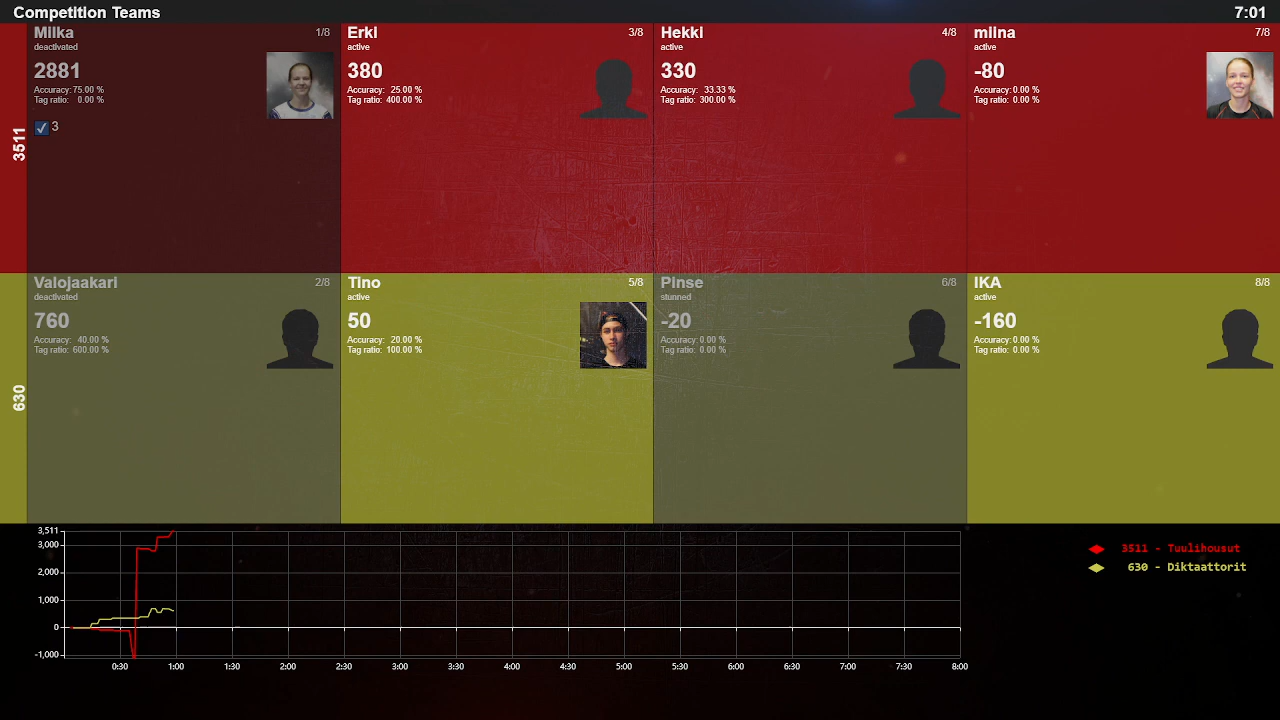 Competition Teams
7:01
3511
Milka
1/8
deactivated
2881
Accuracy: 75.00 %
Tag ratio: 0.00 %
3
Erki
3/8
active
380
Accuracy: 25.00 %
Tag ratio: 400.00 %
Hekki
4/8
active
330
Accuracy: 33.33 %
Tag ratio: 300.00 %
miina
7/8
active
-80
Accuracy: 0.00 %
Tag ratio: 0.00 %
630
Valojaakari
2/8
deactivated
760
Accuracy: 40.00 %
Tag ratio: 600.00 %
Tino
5/8
active
50
Accuracy: 20.00 %
Tag ratio: 100.00 %
Pinse
6/8
stunned
-20
Accuracy: 0.00 %
Tag ratio: 0.00 %
IKA
8/8
active
-160
Accuracy: 0.00 %
Tag ratio: 0.00 %
3,511
3,000
2,000
1,000
0
-1,000
0:30 1:00 1:30 2:00 2:30 3:00 3:30 4:00 4:30 5:00 5:30 6:00 6:30 7:00 7:30 8:00
3511 - Tuulihousut
630 - Diktaattorit